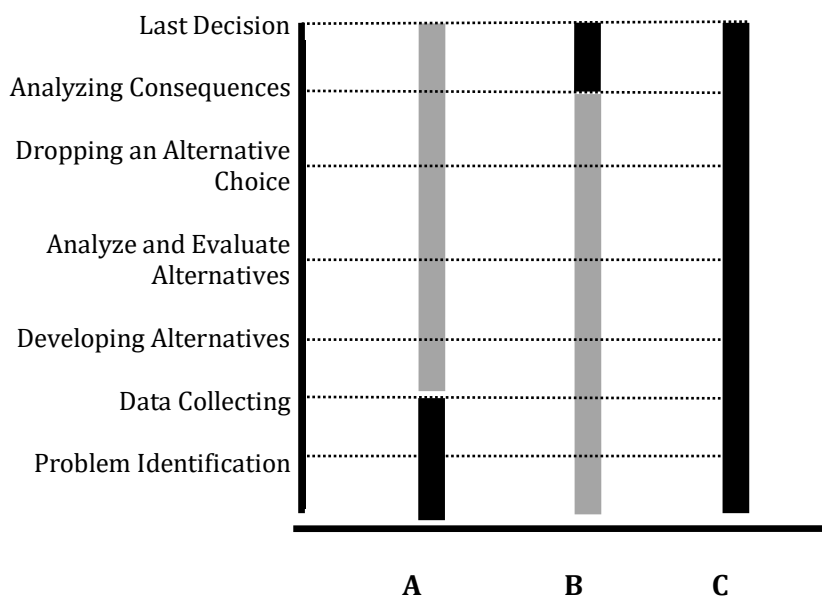 Last Decision
Analyzing Consequences
Dropping an Alternative
Choice
Analyze and Evaluate
Alternatives
Developing Alternatives
Data Collecting
Problem Identification
A B C